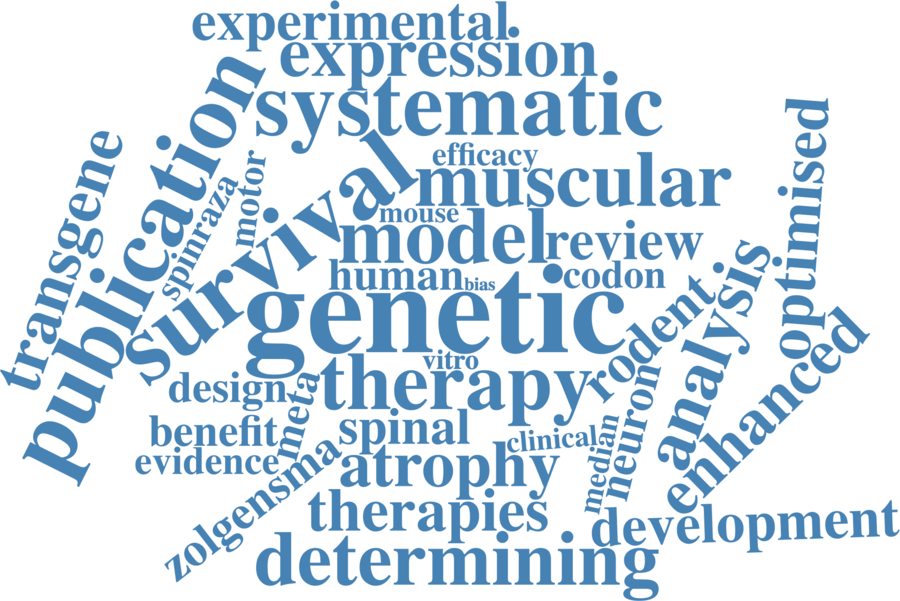 experimental
expression
systematic
publication
transgene
survival
motor
spinraza
efficacy
muscular
mouse
model
review
optimised
human
bias
codon
genetic
rodent
analysis
vitro
therapy
enhanced
design
meta
benefit
spinal
clinical
median
neuron
evidence
atrophy
zolgensma
therapies
development
determining